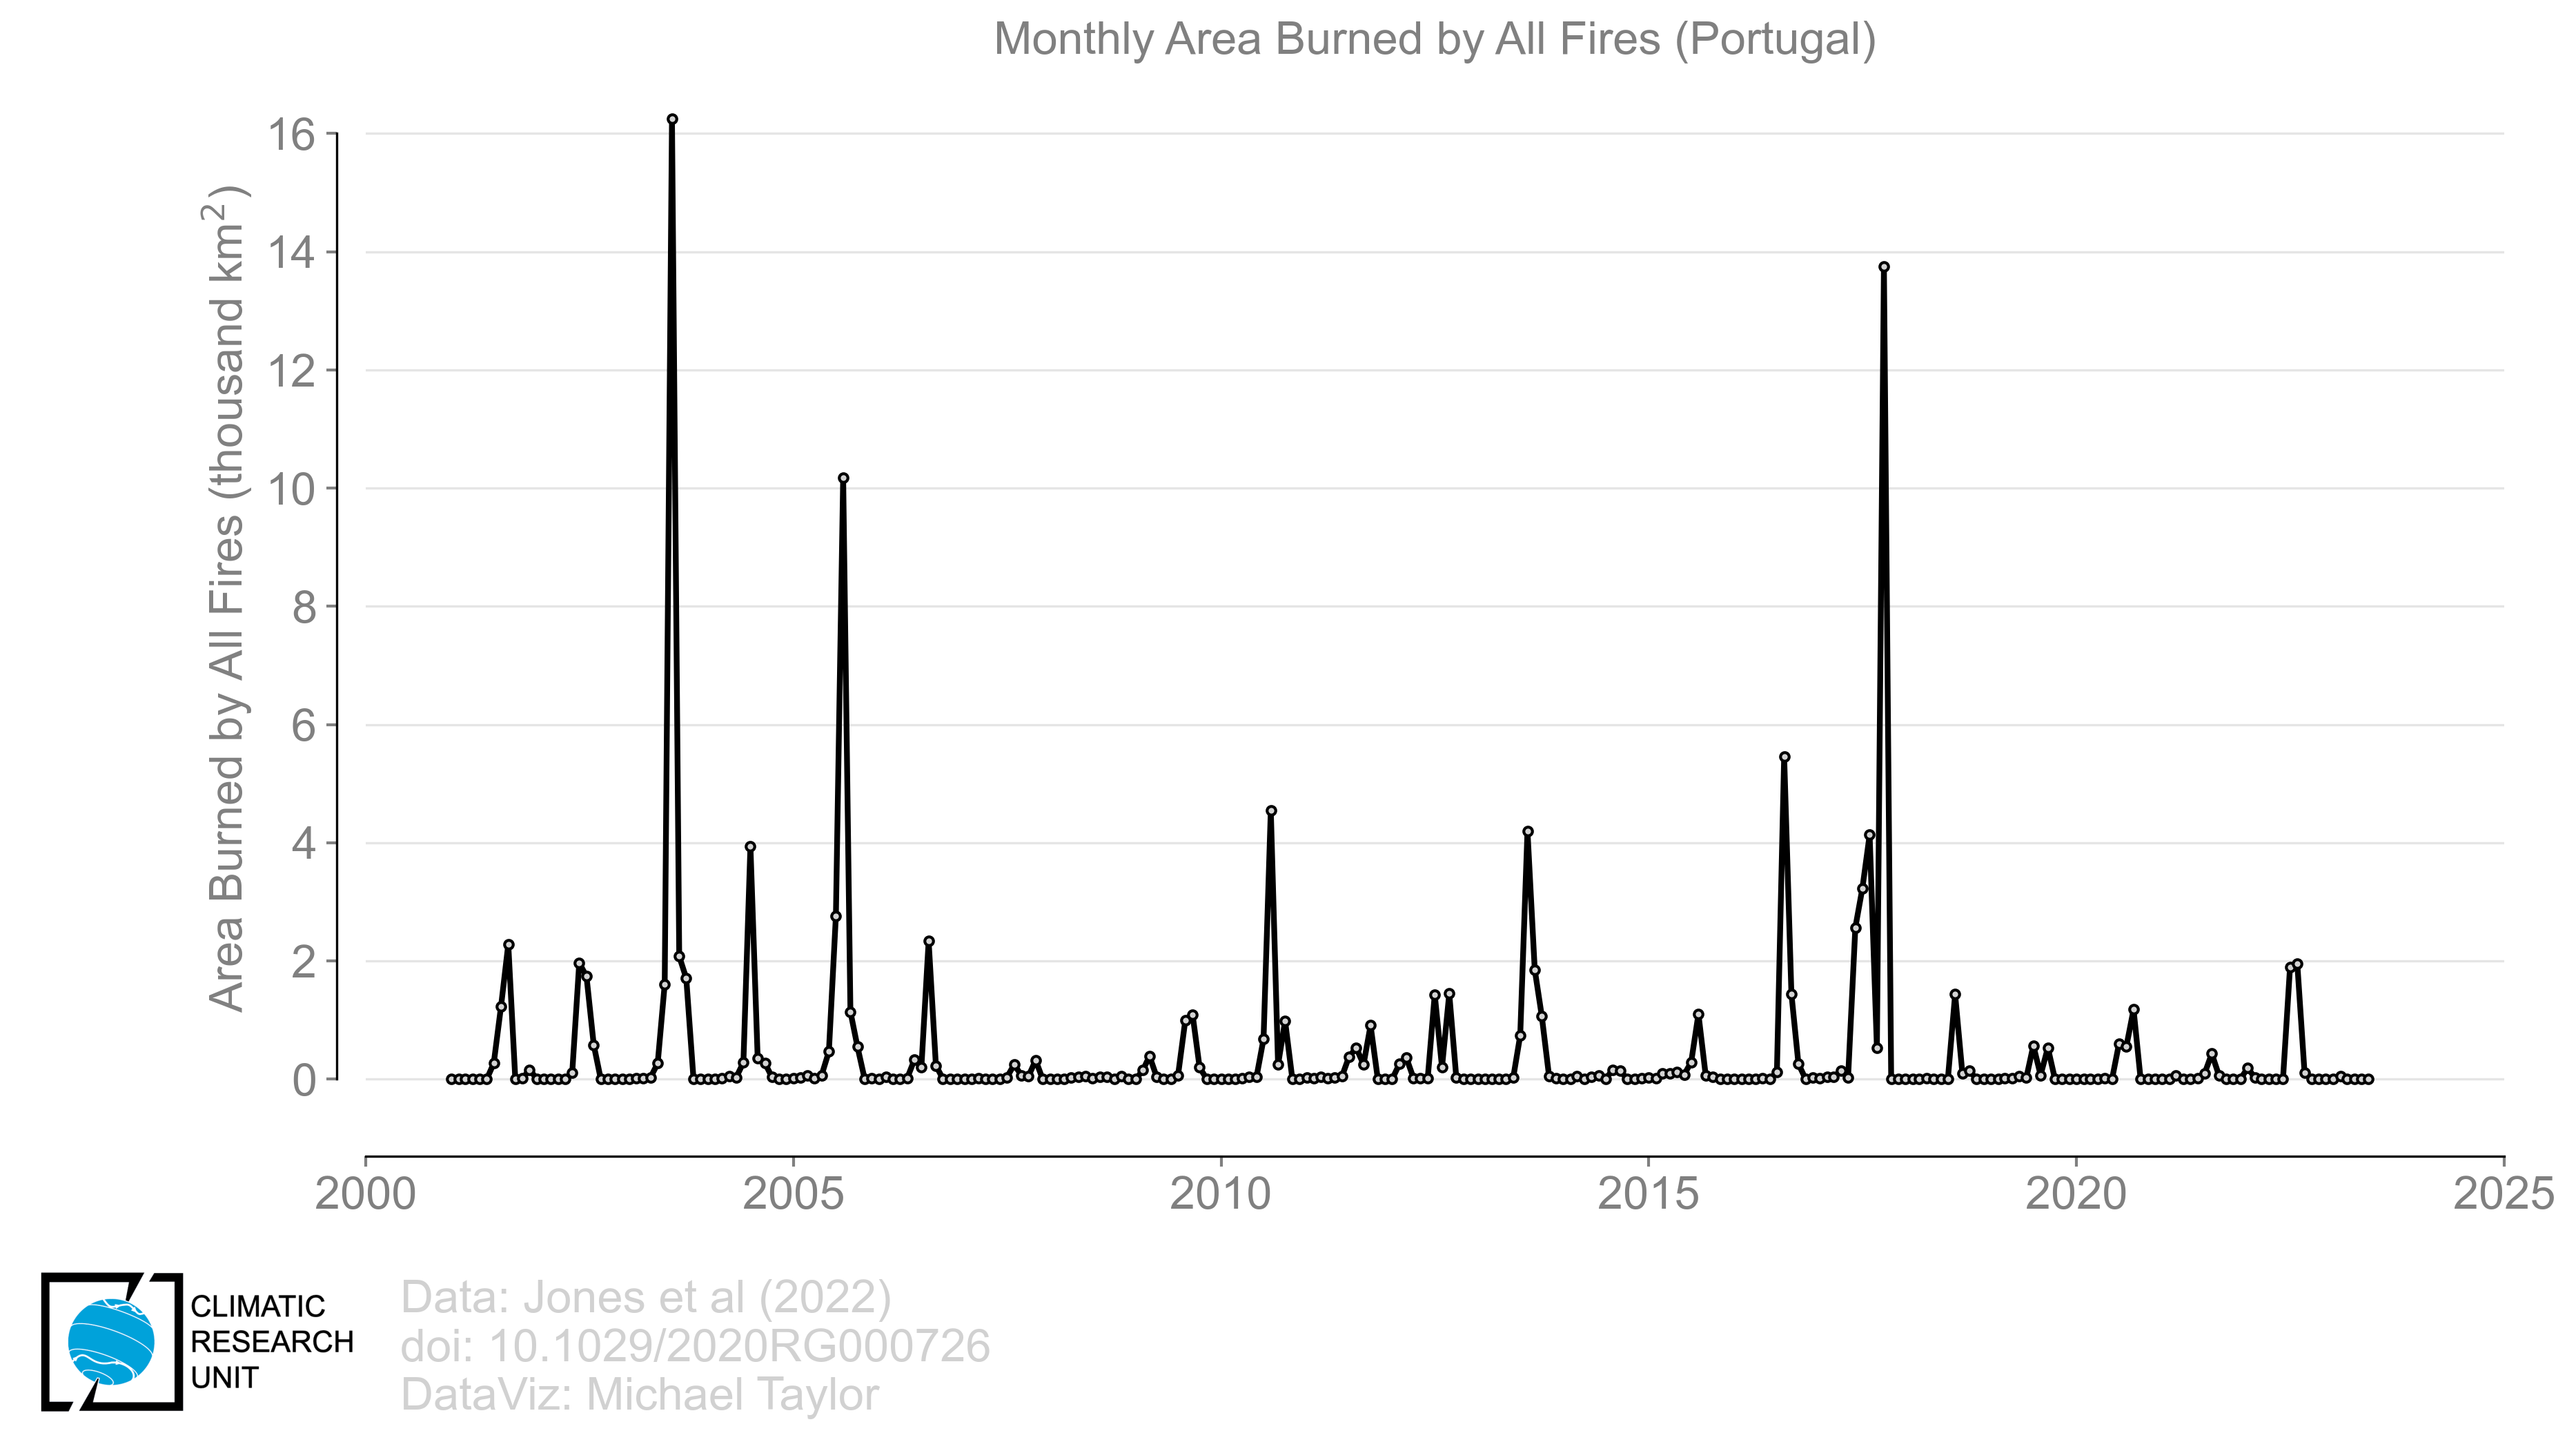 Monthly Area Burned by All Fires (Portugal)
Area Burned by All Fires (thousand km²)
16
14
12
10
8
6
4
2
0
2000 2005 2010 2015 2020 2025
CLIMATIC
RESEARCH
UNIT
Data: Jones et al (2022)
doi: 10.1029/2020RG000726
DataViz: Michael Taylor